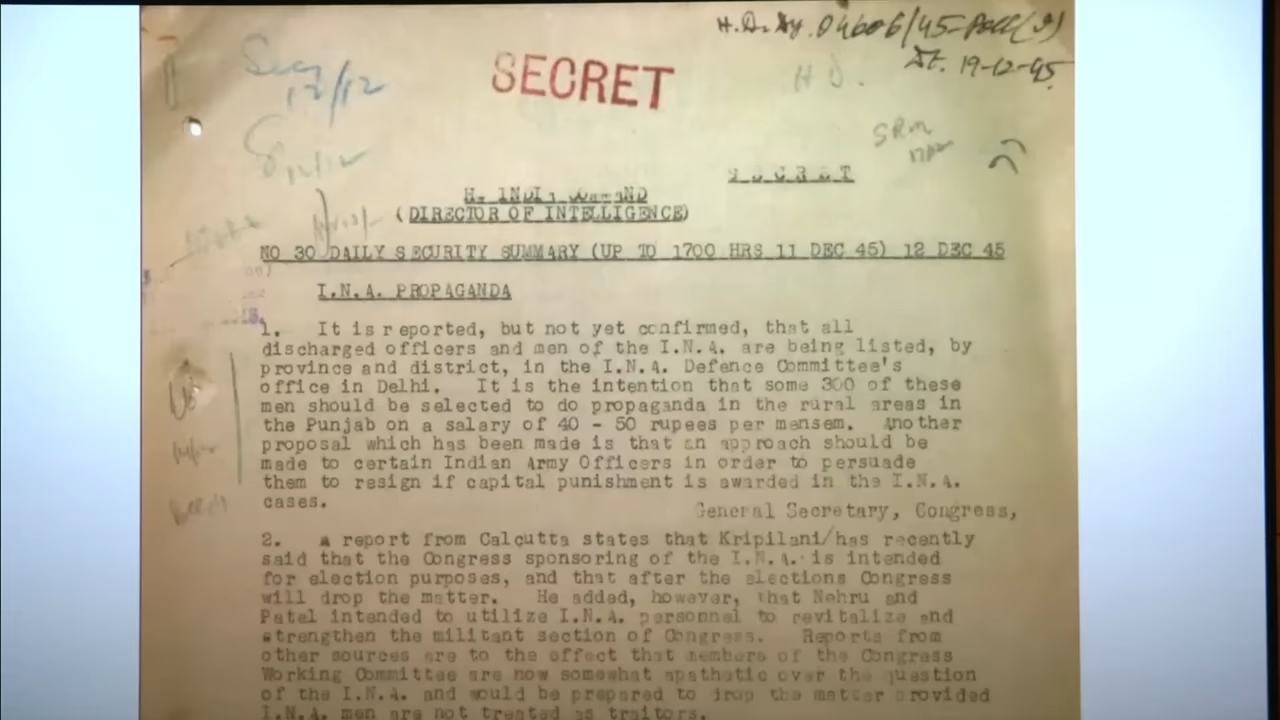 H.D. Dy. 04606/45-Poll(I)
Dt. 19-12-45
SECRET
H D.
12/12
12/12
SECRET
H INDIA COMMAND
(DIRECTOR OF INTELLIGENCE)
NO 30 DAILY SECURITY SUMMARY (UP TO 1700 HRS 11 DEC 45) 12 DEC 45
I.N.A. PROPAGANDA
1. It is reported, but not yet confirmed, that all
discharged officers and men of the I.N.A. are being listed, by
province and district, in the I.N.A. Defence Committee's
office in Delhi. It is the intention that some 300 of these
men should be selected to do propaganda in the rural areas in
the Punjab on a salary of 40 - 50 rupees per mensem. Another
proposal which has been made is that an approach should be
made to certain Indian Army Officers in order to persuade
them to resign if capital punishment is awarded in the I.N.A.
cases.
General Secretary, Congress,
2. A report from Calcutta states that Kripilani/has recently
said that the Congress sponsoring of the I.N.A. is intended
for election purposes, and that after the elections Congress
will drop the matter. He added, however, that Nehru and
Patel intended to utilize I.N.A. personnel to revitalize and
strengthen the militant section of Congress. Reports from
other sources are to the effect that members of the Congress
Working Committee are now somewhat apathetic over the question
of the I.N.A. and would be prepared to drop the matter provided
I.N.A. men are not treated as traitors.